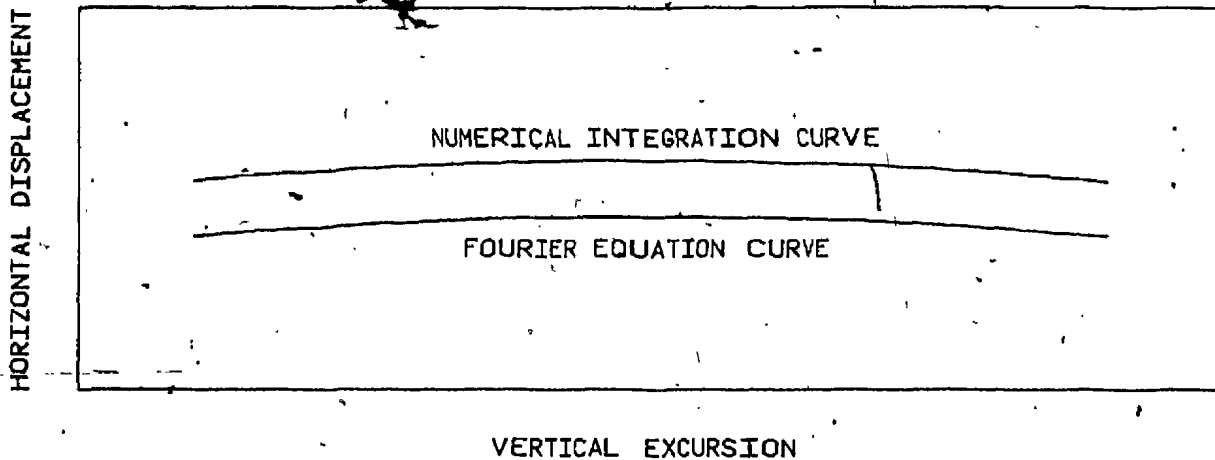 HORIZONTAL DISPLACEMENT
NUMERICAL INTEGRATION CURVE
FOURIER EQUATION CURVE
VERTICAL EXCURSION